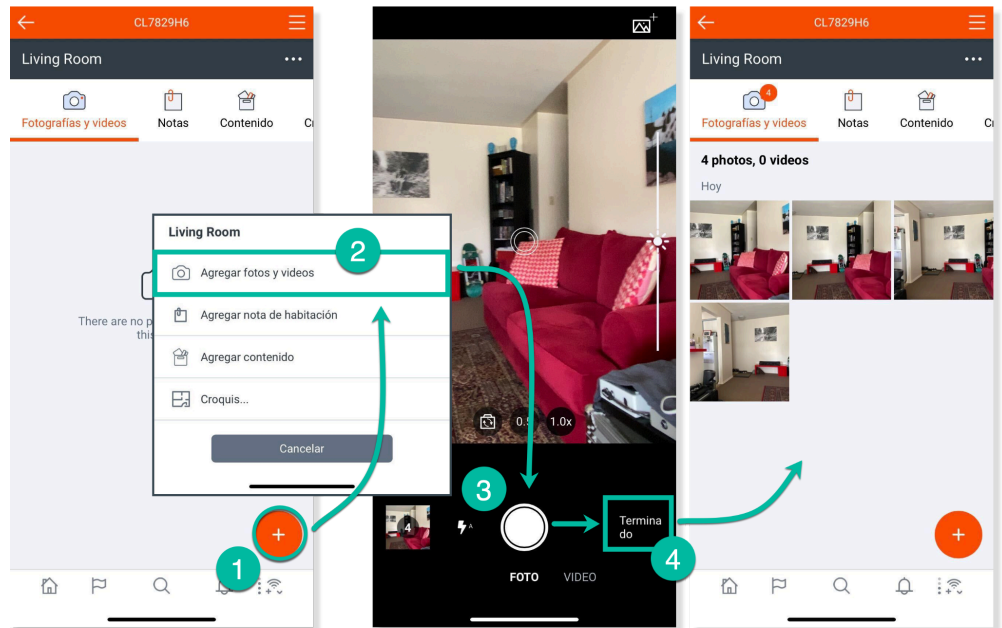 CL7829H6
Living Room
Fotografías y videos
Notas
Contenido
There are no p
this
1
+
Living Room
2
Agregar fotos y videos
Agregar nota de habitación
Agregar contenido
Croquis...
Cancelar
1.0x
3
4
A
Termina
do
4
FOTO
VIDEO
CL7829H6
Living Room
4
Fotografías y videos
Notas
Contenido
4 photos, 0 videos
Hoy
+